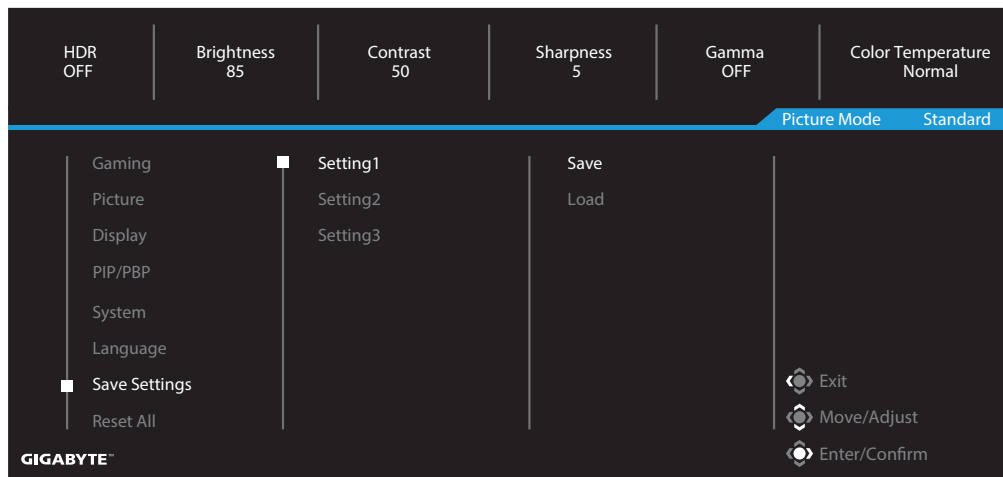 HDR
OFF
Brightness
85
Contrast
50
Sharpness
5
Gamma
OFF
Color Temperature
Normal
Picture Mode Standard
Gaming
Picture
Display
PIP/PBP
System
Language
Save Settings
Reset All
Setting1
Setting2
Setting3
Save
Load
Exit
Move/Adjust
Enter/Confirm
GIGABYTE™